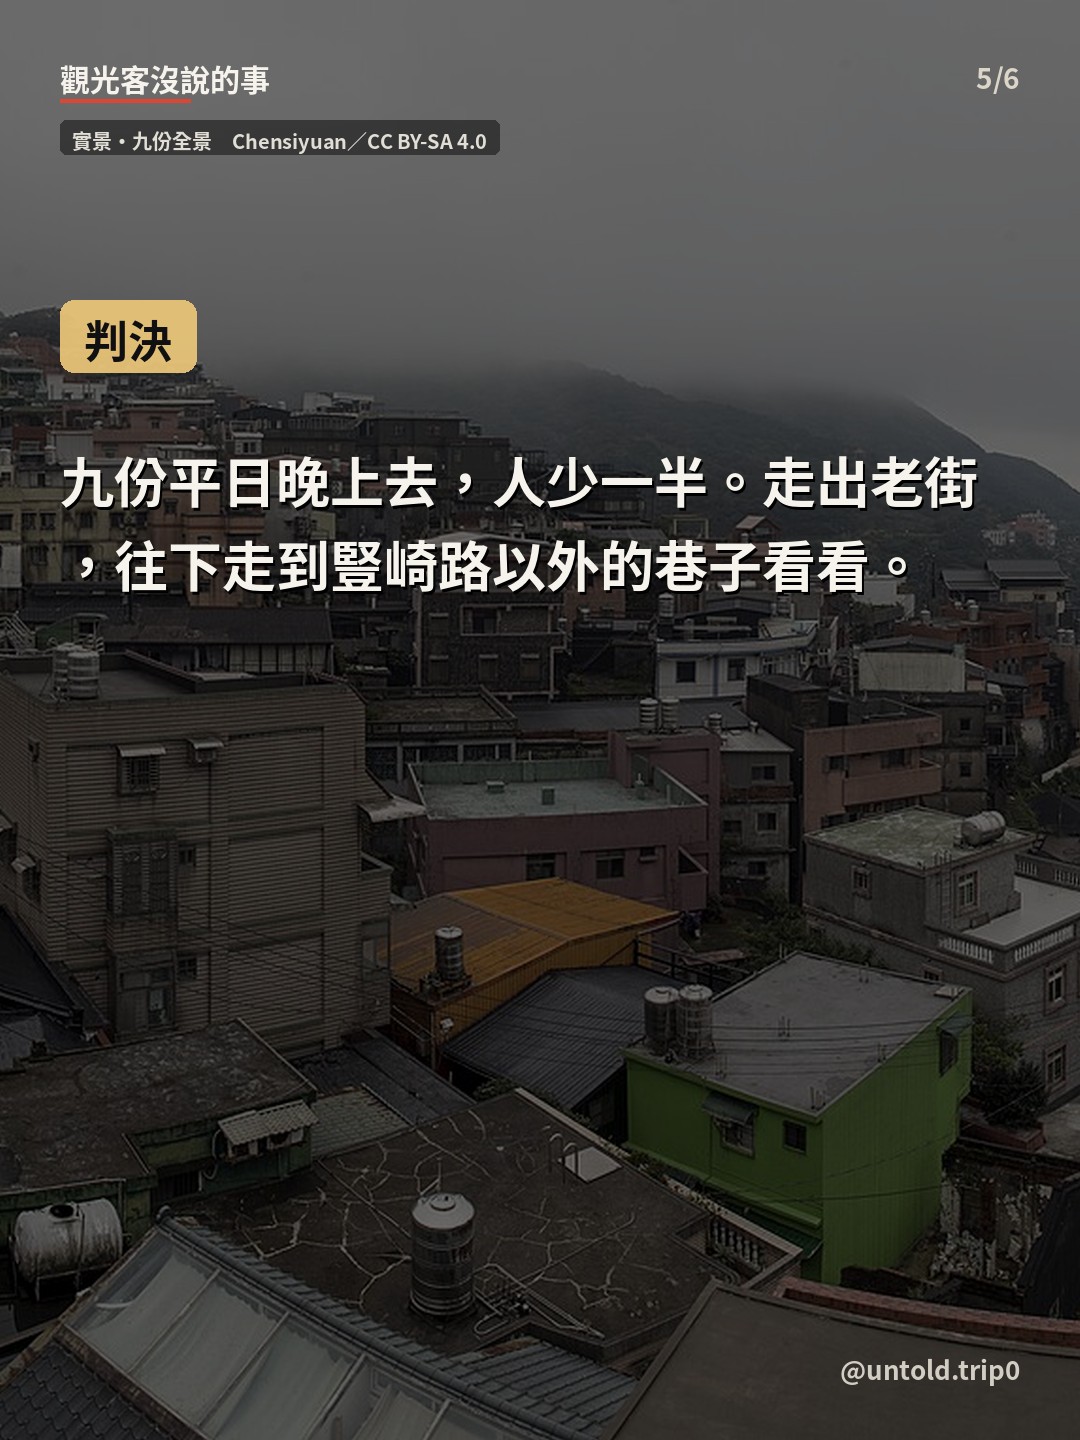 觀光客沒說的事
5/6
實景・九份全景　Chensiyuan／CC BY-SA 4.0
判決
九份平日晚上去，人少一半。走出老街
，往下走到豎崎路以外的巷子看看。
@untold.trip0